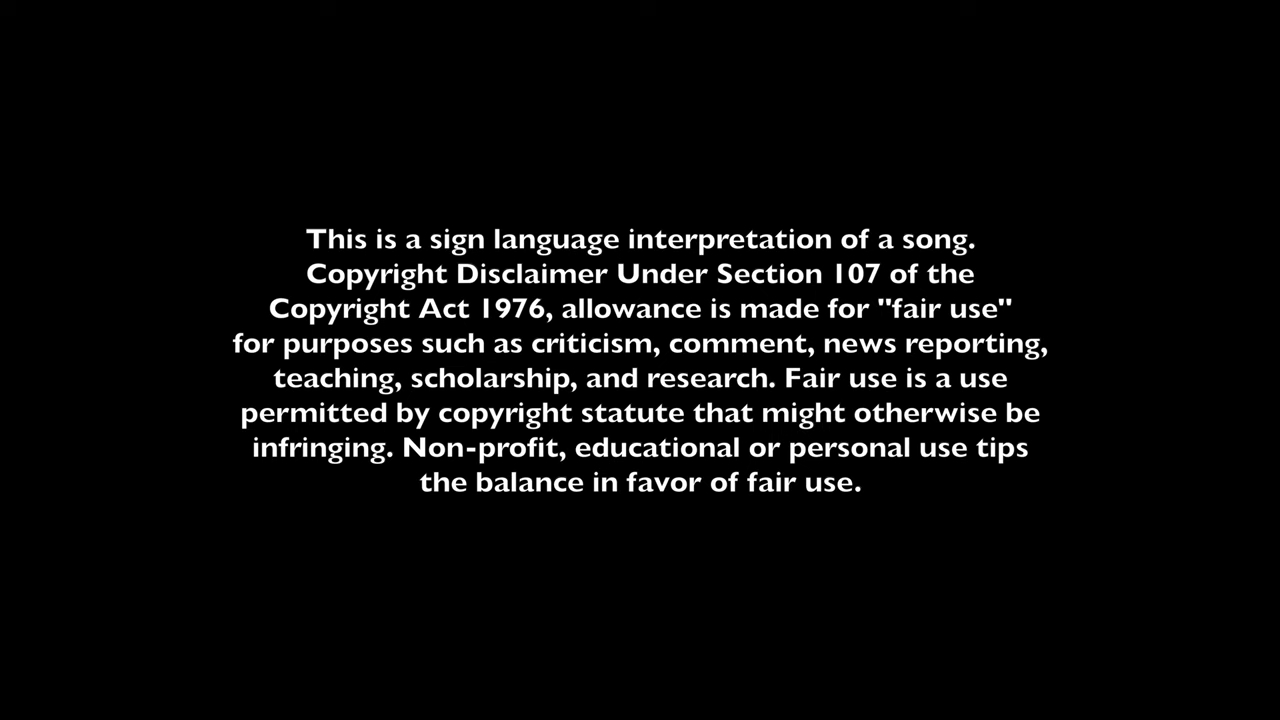 This is a sign language interpretation of a song.
Copyright Disclaimer Under Section 107 of the
Copyright Act 1976, allowance is made for "fair use"
for purposes such as criticism, comment, news reporting,
teaching, scholarship, and research. Fair use is a use
permitted by copyright statute that might otherwise be
infringing. Non-profit, educational or personal use tips
the balance in favor of fair use.